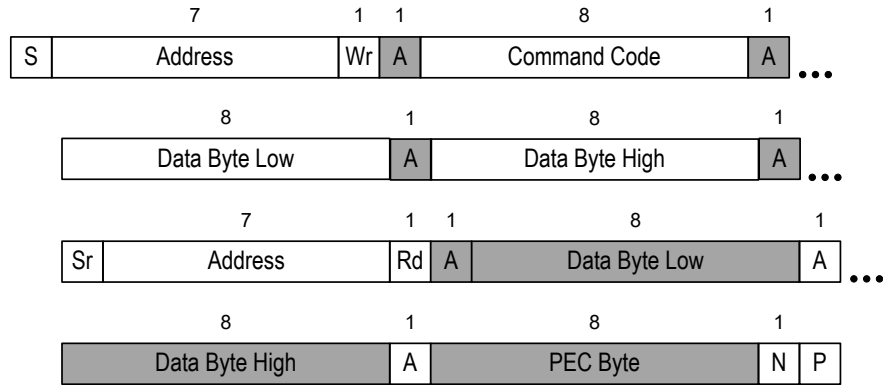 7 1 1 8 1
S Address Wr A Command Code A ...
8 1 8 1
Data Byte Low A Data Byte High A ...
7 1 1 8 1
Sr Address Rd A Data Byte Low A ...
8 1 8 1
Data Byte High A PEC Byte N P